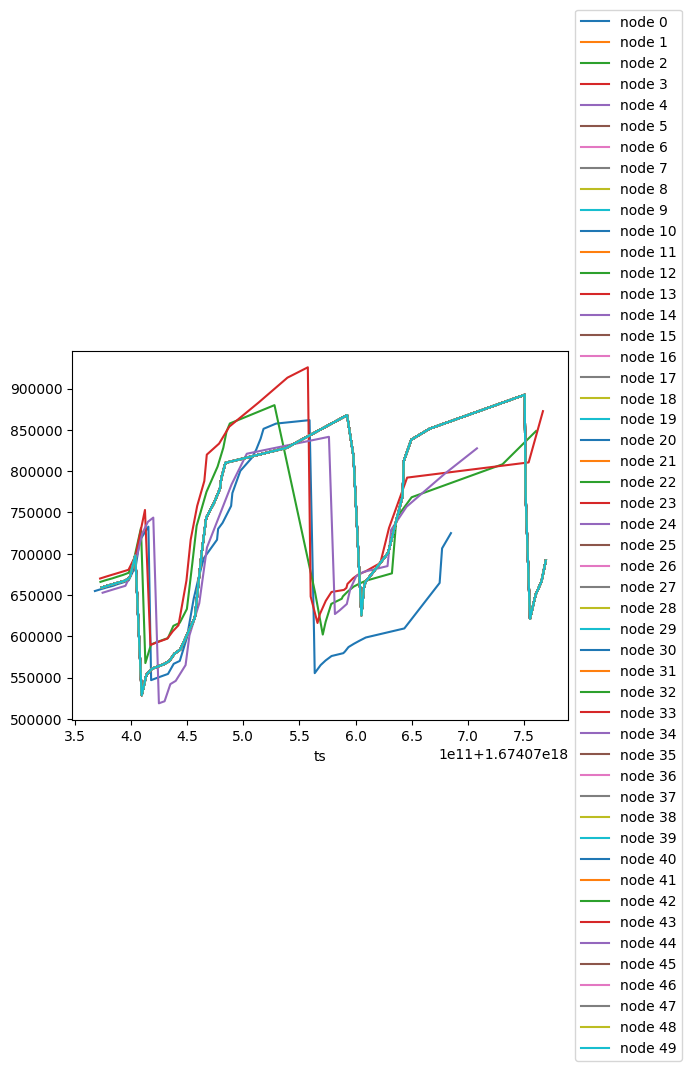 900000
850000
800000
750000
700000
650000
600000
550000
500000
3.5 4.0 4.5 5.0 5.5 6.0 6.5 7.0 7.5
1e11+1.67407e18
ts
node 0
node 1
node 2
node 3
node 4
node 5
node 6
node 7
node 8
node 9
node 10
node 11
node 12
node 13
node 14
node 15
node 16
node 17
node 18
node 19
node 20
node 21
node 22
node 23
node 24
node 25
node 26
node 27
node 28
node 29
node 30
node 31
node 32
node 33
node 34
node 35
node 36
node 37
node 38
node 39
node 40
node 41
node 42
node 43
node 44
node 45
node 46
node 47
node 48
node 49